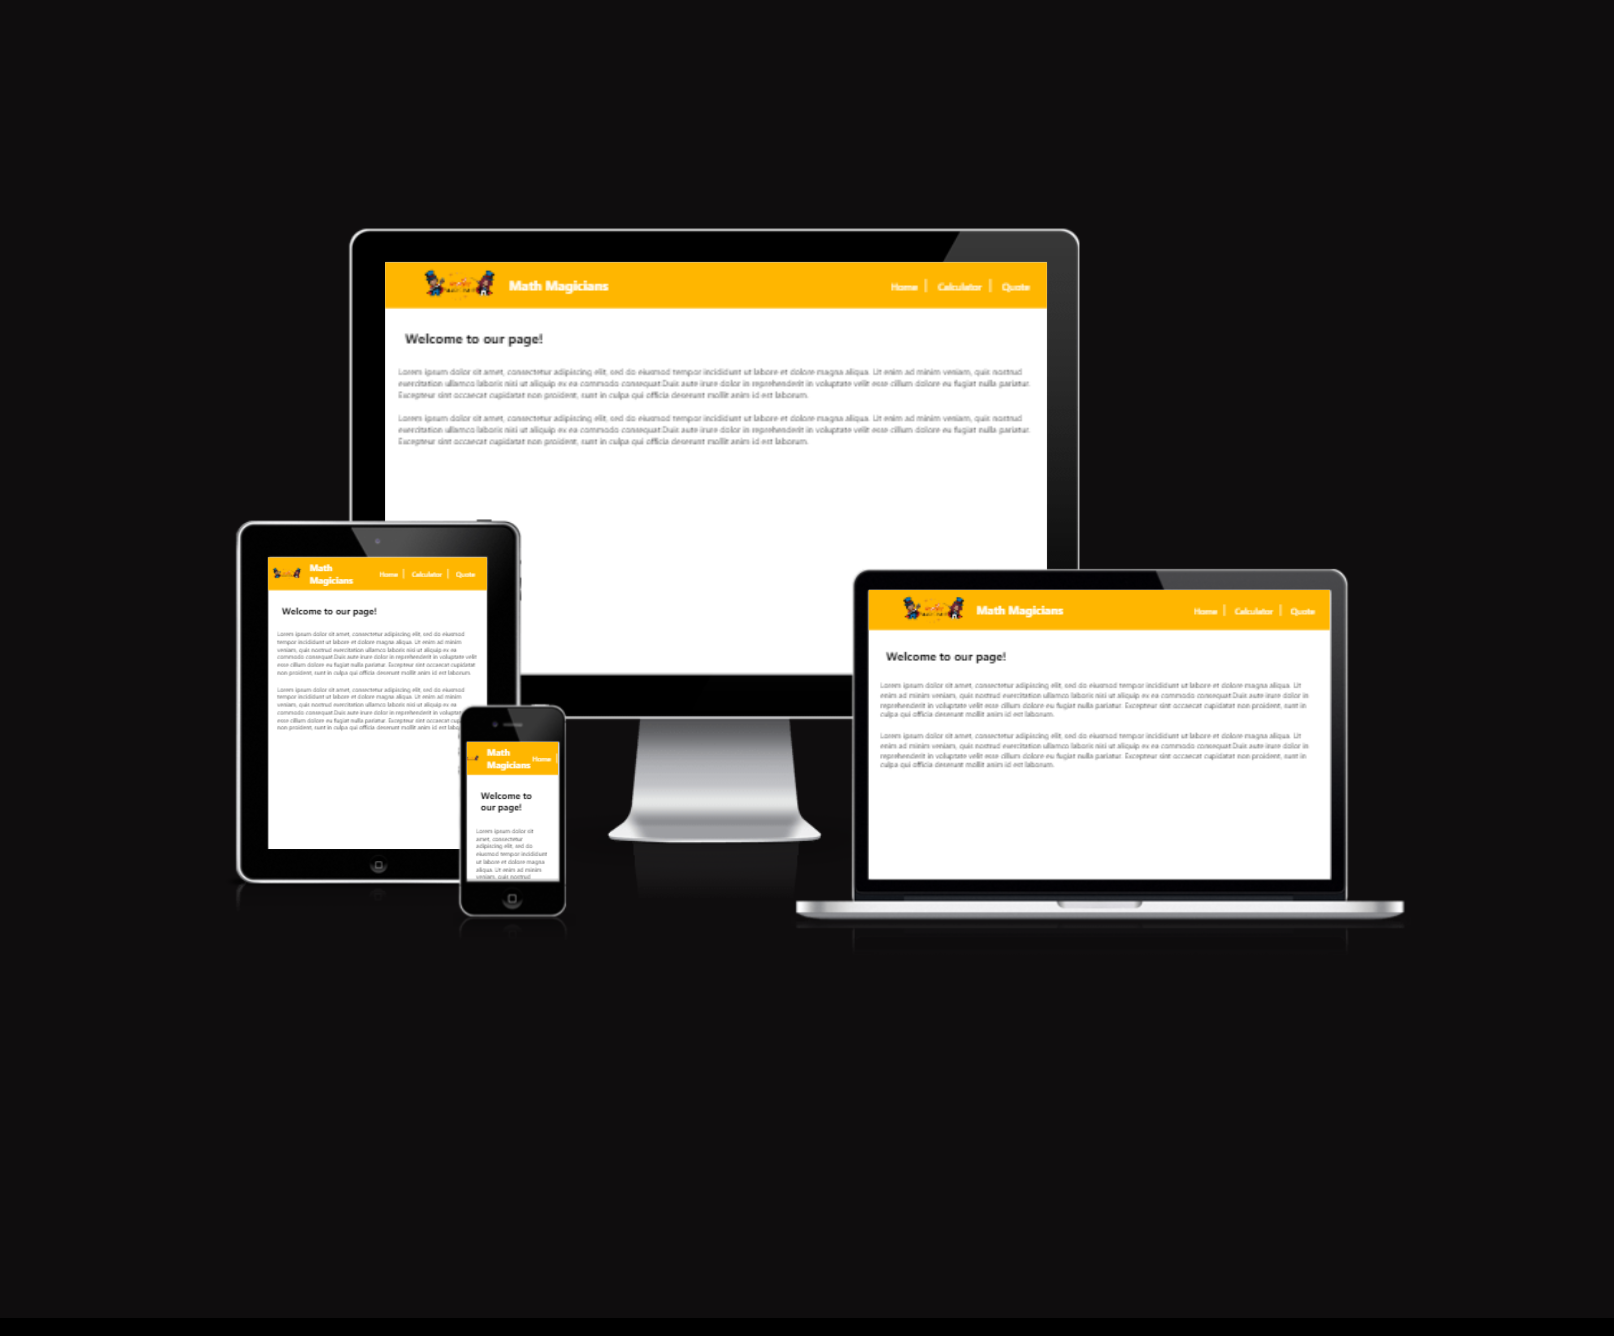 Math Magicians
Home | Calculator | Quote
Welcome to our page!
Lorem ipsum dolor sit amet, consectetur adipiscing elit, sed do eiusmod tempor incididunt ut labore et dolore magna aliqua. Ut enim ad minim veniam, quis nostrud
exercitation ullamco laboris nisi ut aliquip ex ea commodo consequat.Duis aute irure dolor in reprehenderit in voluptate velit esse cillum dolore eu fugiat nulla pariatur.
Excepteur sint occaecat cupidatat non proident, sunt in culpa qui officia deserunt mollit anim id est laborum.
Lorem ipsum dolor sit amet, consectetur adipiscing elit, sed do eiusmod tempor incididunt ut labore et dolore magna aliqua. Ut enim ad minim veniam, quis nostrud
exercitation ullamco laboris nisi ut aliquip ex ea commodo consequat.Duis aute irure dolor in reprehenderit in voluptate velit esse cillum dolore eu fugiat nulla pariatur.
Excepteur sint occaecat cupidatat non proident, sunt in culpa qui officia deserunt mollit anim id est laborum.
Math
Magicians
Home | Calculator | Quote
Welcome to our page!
Lorem ipsum dolor sit amet, consectetur adipiscing elit, sed do eiusmod
tempor incididunt ut labore et dolore magna aliqua. Ut enim ad minim
veniam, quis nostrud exercitation ullamco laboris nisi ut aliquip ex ea
commodo consequat.Duis aute irure dolor in reprehenderit in voluptate velit
esse cillum dolore eu fugiat nulla pariatur. Excepteur sint occaecat cupidatat
non proident, sunt in culpa qui officia deserunt mollit anim id est laborum.
Lorem ipsum dolor sit amet, consectetur adipiscing elit, sed do eiusmod
tempor incididunt ut labore et dolore magna aliqua. Ut enim ad minim
veniam, quis nostrud exercitation ullamco laboris nisi ut aliquip ex ea
commodo consequat.Duis aute irure dolor in reprehenderit in voluptate
esse cillum dolore eu fugiat nulla pariatur. Excepteur sint occaecat
non proident, sunt in culpa qui officia deserunt mollit anim id est
Math
Magicians
Home |
Welcome to
our page!
Lorem ipsum dolor sit
amet, consectetur
adipiscing elit, sed do
eiusmod tempor incididunt
ut labore et dolore magna
aliqua. Ut enim ad minim
veniam, quis nostrud
Math Magicians
Home | Calculator | Quote
Welcome to our page!
Lorem ipsum dolor sit amet, consectetur adipiscing elit, sed do eiusmod tempor incididunt ut labore et dolore magna aliqua. Ut
enim ad minim veniam, quis nostrud exercitation ullamco laboris nisi ut aliquip ex ea commodo consequat.Duis aute irure dolor in
reprehenderit in voluptate velit esse cillum dolore eu fugiat nulla pariatur. Excepteur sint occaecat cupidatat non proident, sunt in
culpa qui officia deserunt mollit anim id est laborum.
Lorem ipsum dolor sit amet, consectetur adipiscing elit, sed do eiusmod tempor incididunt ut labore et dolore magna aliqua. Ut
enim ad minim veniam, quis nostrud exercitation ullamco laboris nisi ut aliquip ex ea commodo consequat.Duis aute irure dolor in
reprehenderit in voluptate velit esse cillum dolore eu fugiat nulla pariatur. Excepteur sint occaecat cupidatat non proident, sunt in
culpa qui officia deserunt mollit anim id est laborum.